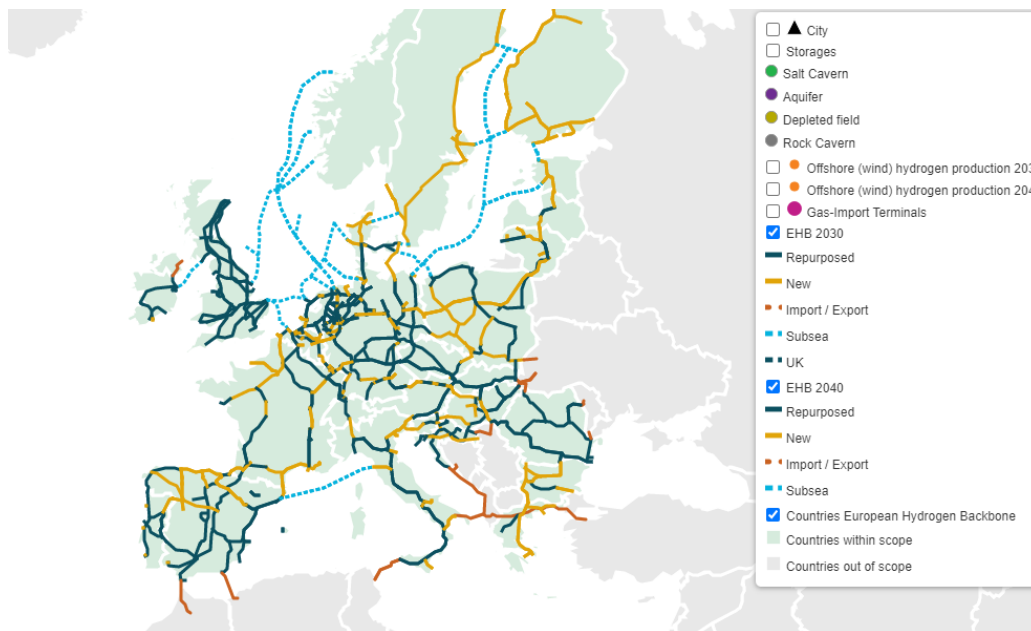 City
Storages
Salt Cavern
Aquifer
Depleted field
Rock Cavern
Offshore (wind) hydrogen production 203
Offshore (wind) hydrogen production 204
Gas-Import Terminals
EHB 2030
Repurposed
New
Import / Export
Subsea
UK
EHB 2040
Repurposed
New
Import / Export
Subsea
Countries European Hydrogen Backbone
Countries within scope
Countries out of scope